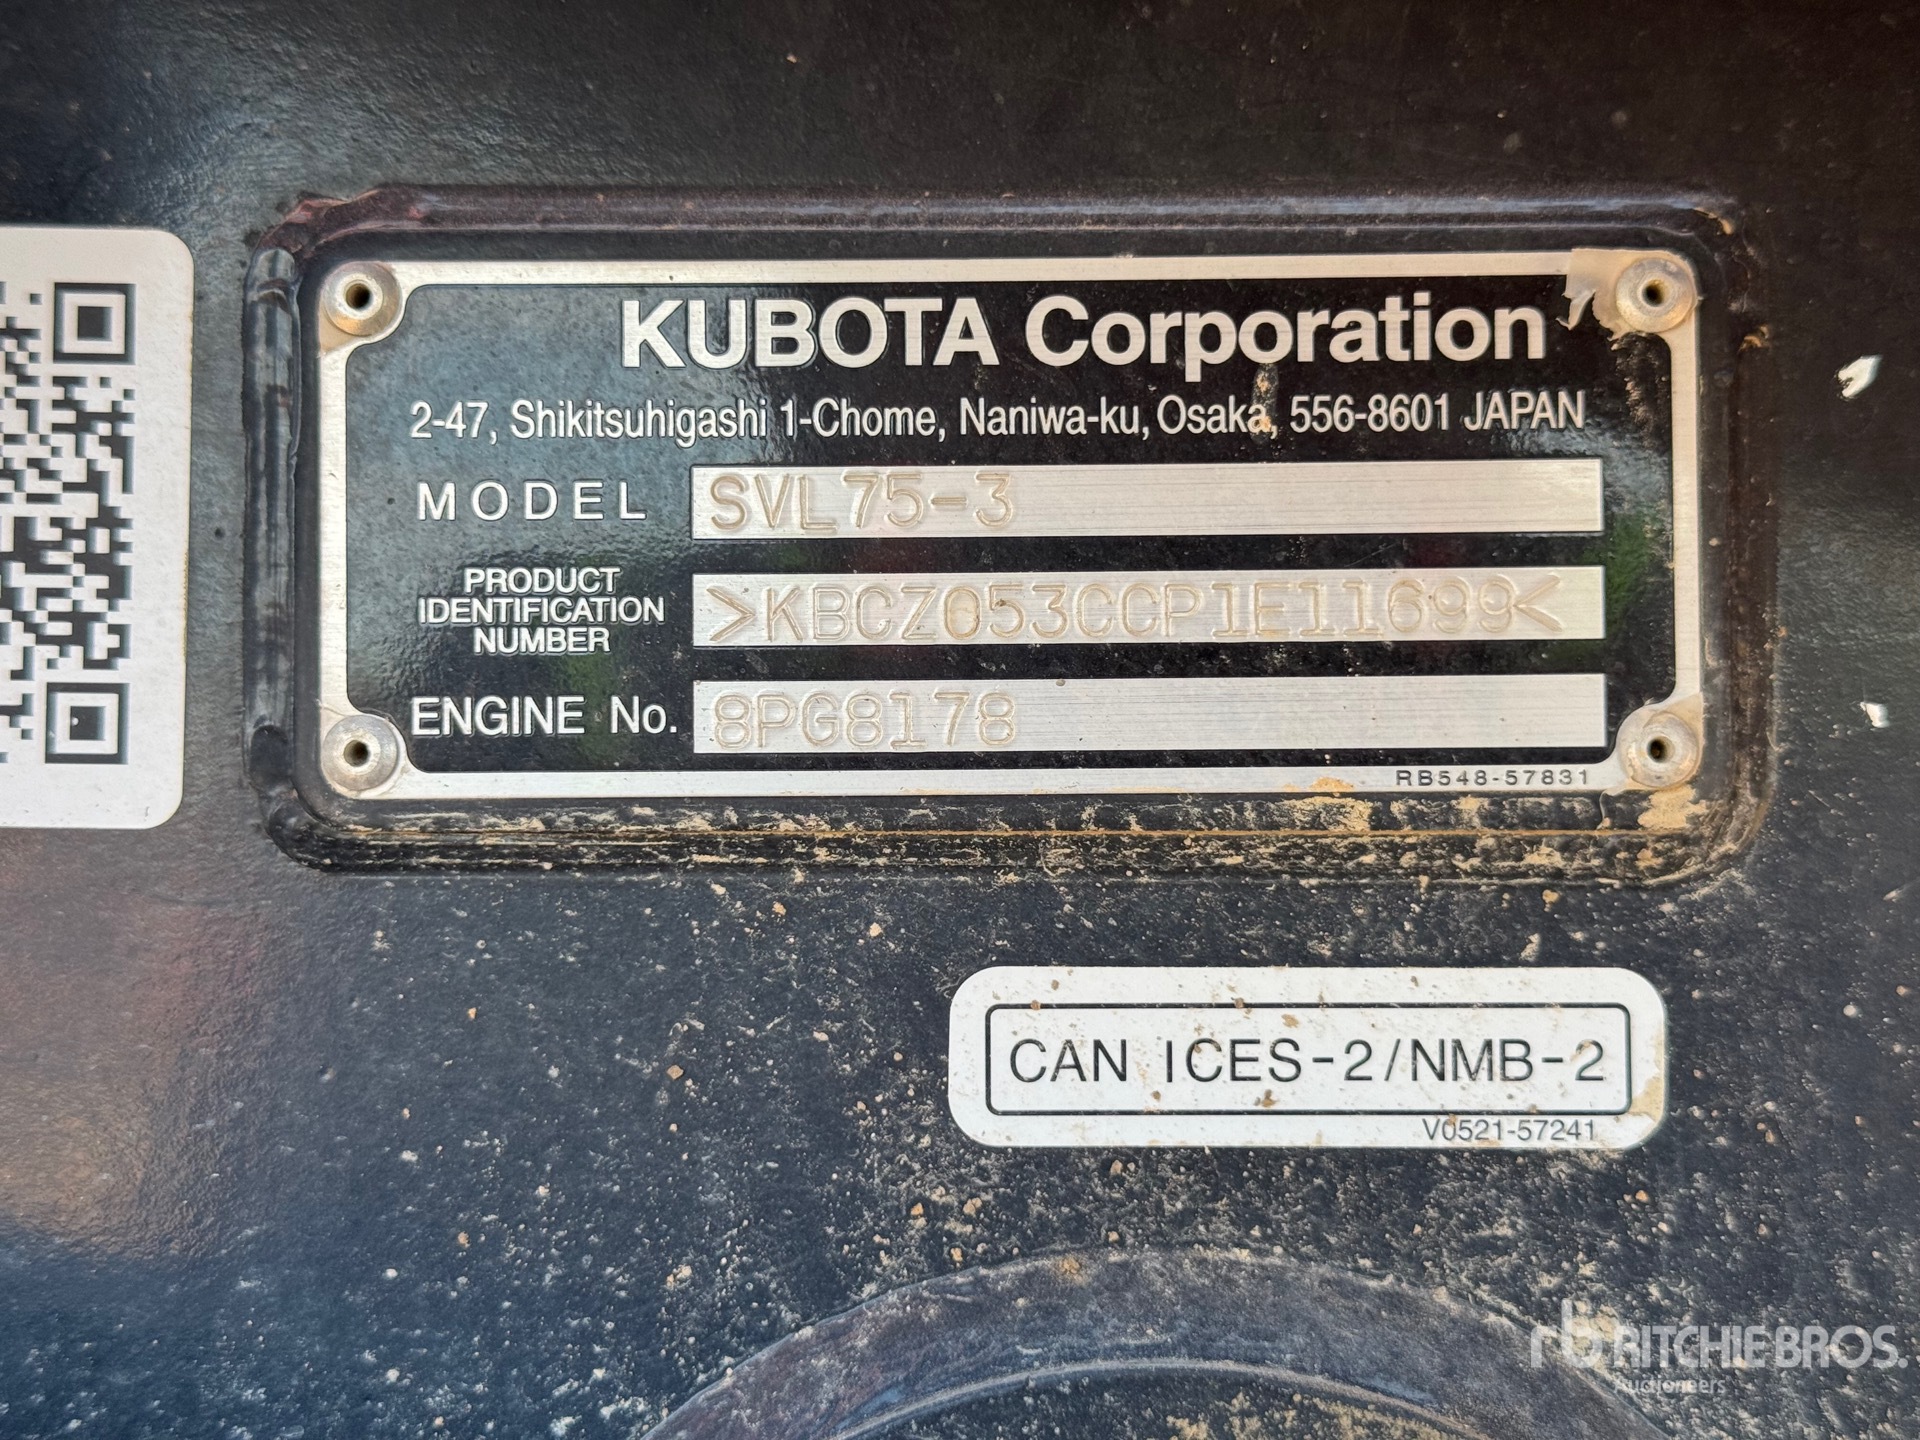 KUBOTA Corporation
2-47, Shikitsuhigashi 1-Chome, Naniwa-ku, Osaka, 556-8601 JAPAN
MODEL SVL75-3
PRODUCT IDENTIFICATION NUMBER >KBCZ053CCP1E11699<
ENGINE No. 8PG8178
RB548-57831
CAN ICES-2/NMB-2
V0521-57241
rb RITCHIE BROS.
Auctioneers